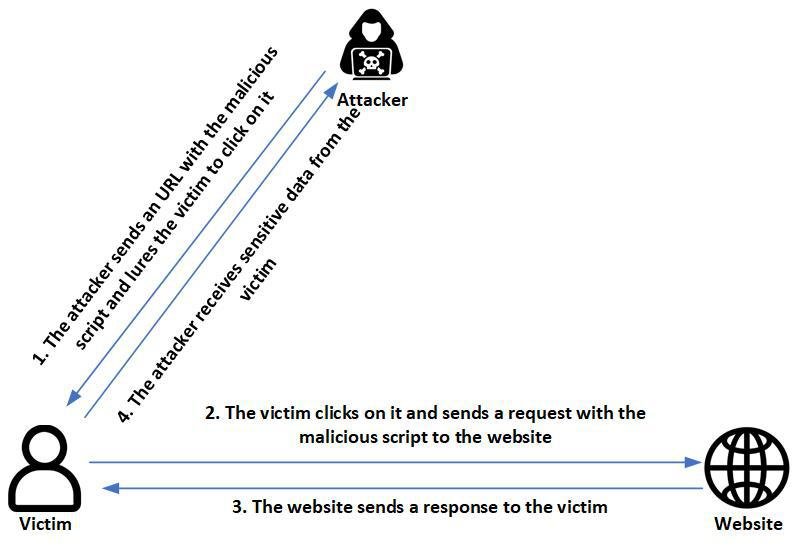 Attacker
1. The attacker sends an URL with the malicious
script and lures the victim to click on it
4. The attacker receives sensitive data from the
victim
2. The victim clicks on it and sends a request with the
malicious script to the website
3. The website sends a response to the victim
Victim
Website